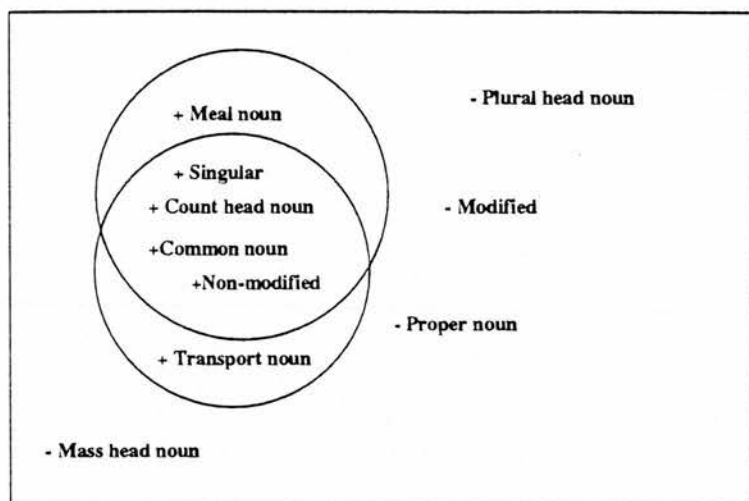 - Plural head noun
+ Meal noun
+ Singular
+ Count head noun
- Modified
+Common noun
+Non-modified
- Proper noun
+ Transport noun
- Mass head noun